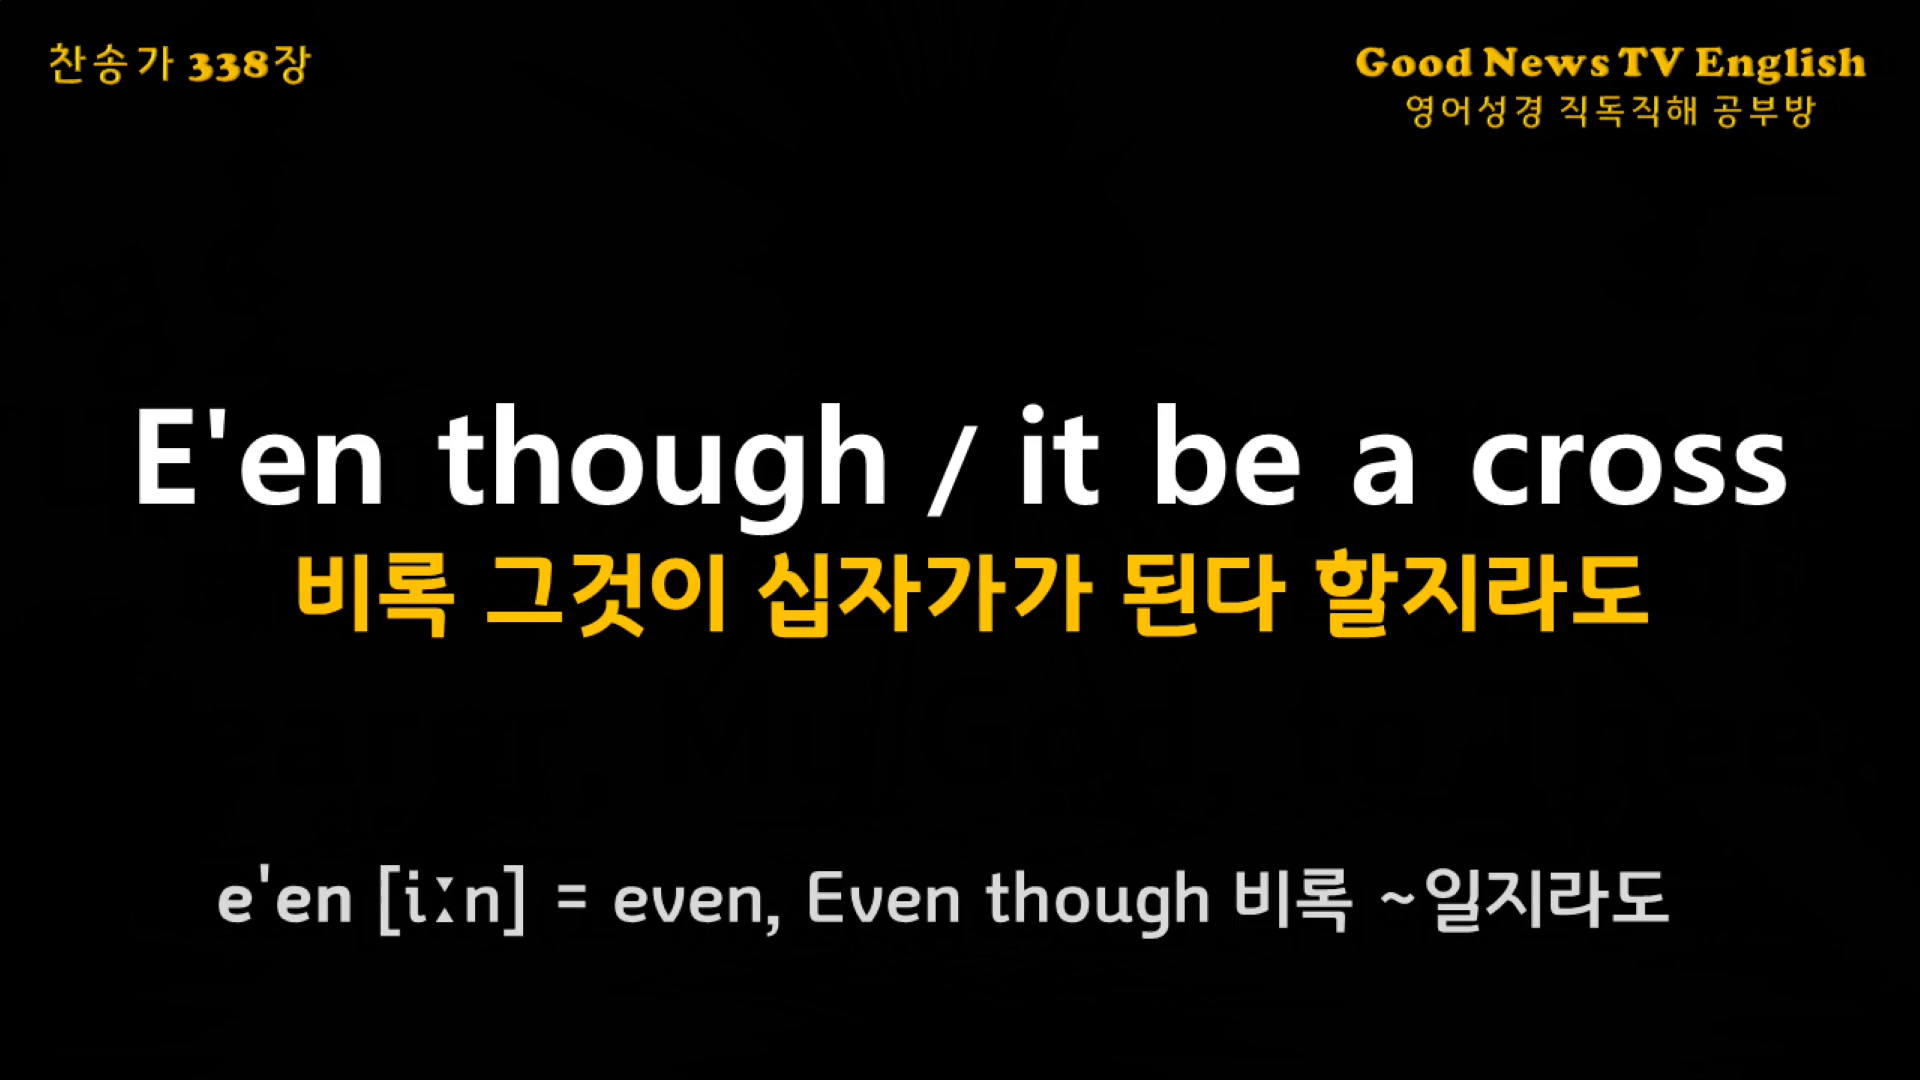 찬송가 338장
Good News TV English
영어성경 직독직해 공부방
E'en though / it be a cross
비록 그것이 십자가가 된다 할지라도
e'en [iːn] = even, Even though 비록 ~일지라도